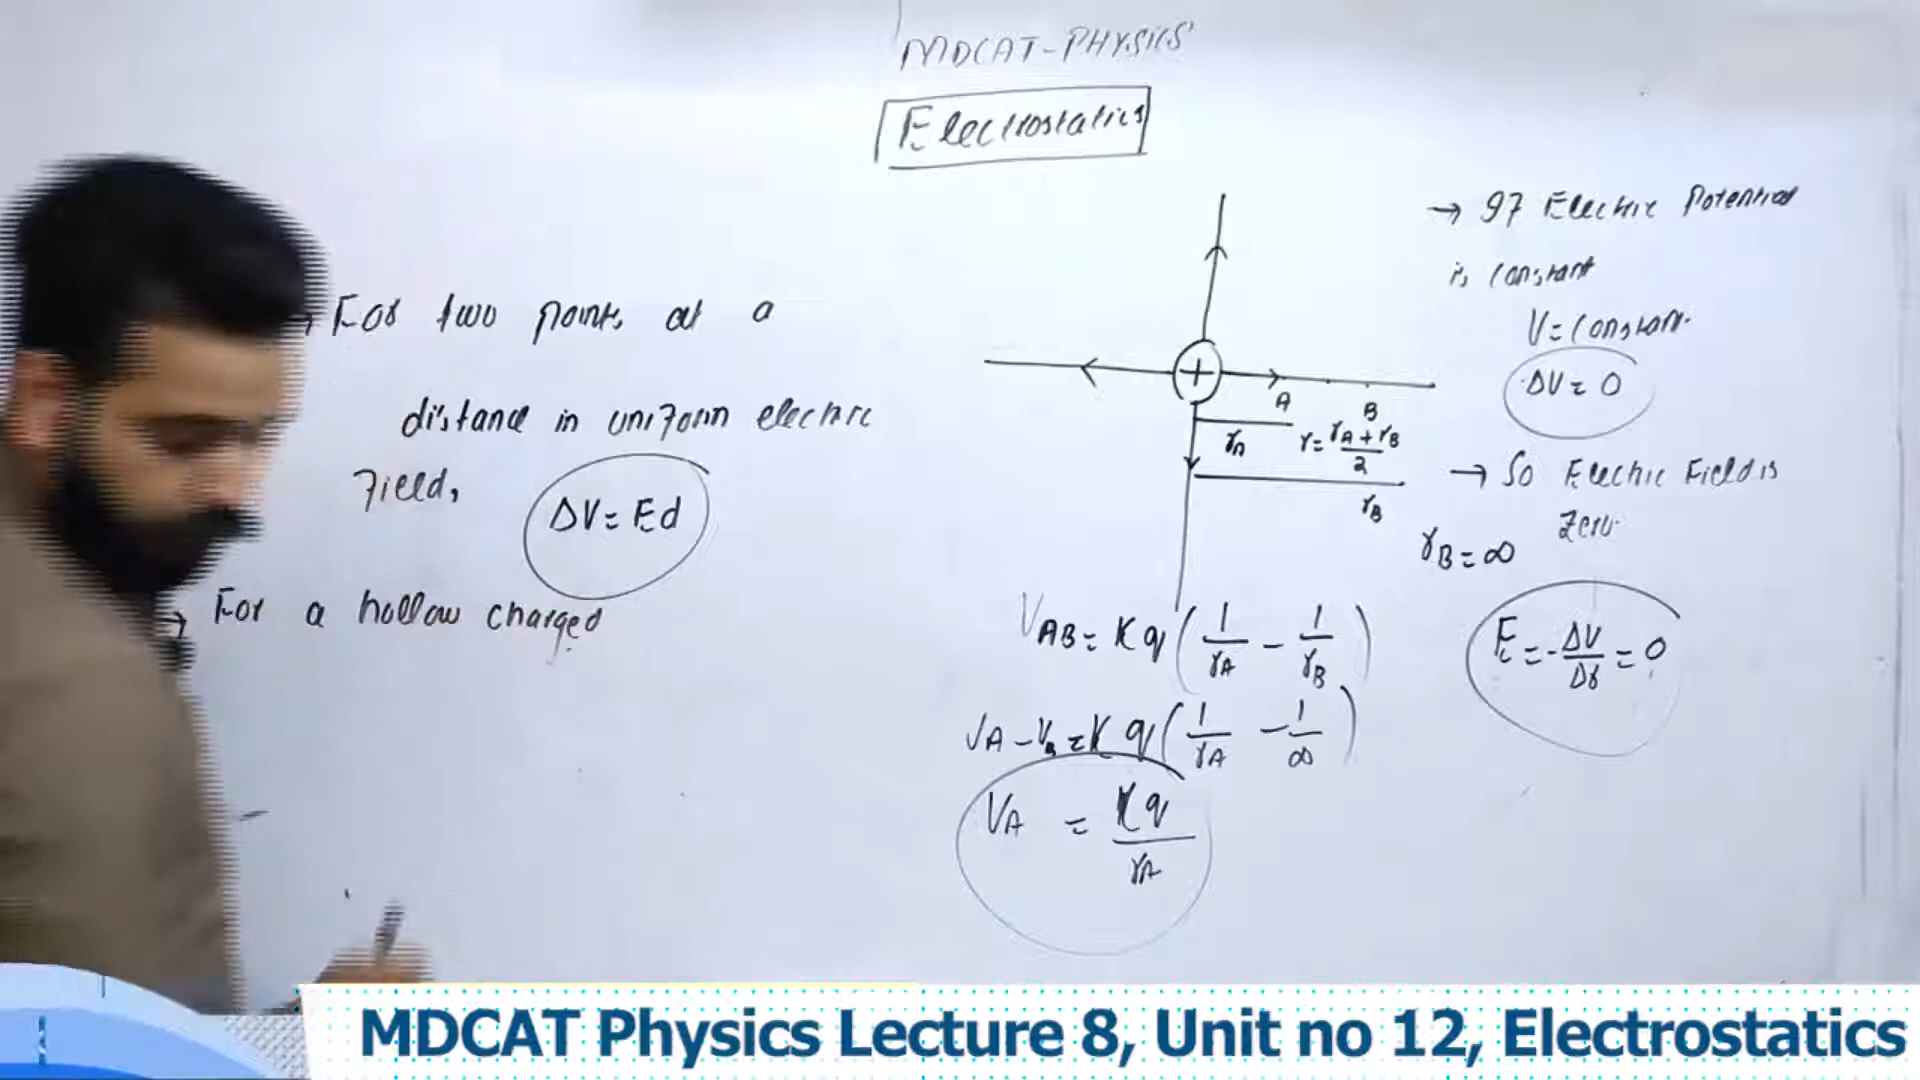 MDCAT-PHYSICS
Electrostatics
→ For two points at a
distance in uniform electric
Field,
ΔV = Ed
→ For a hollow charged
+
A
B
rA
r = rA + rB / 2
rB
rB = ∞
VAB = Kq (1/rA - 1/rB)
VA - VB = Kq (1/rA - 1/∞)
VA = Kq/rA
→ If Electric Potential
is constant
V = Constant.
ΔV = 0
→ So Electric Field is
Zero.
E = -ΔV/Δr = 0
MDCAT Physics Lecture 8, Unit no 12, Electrostatics